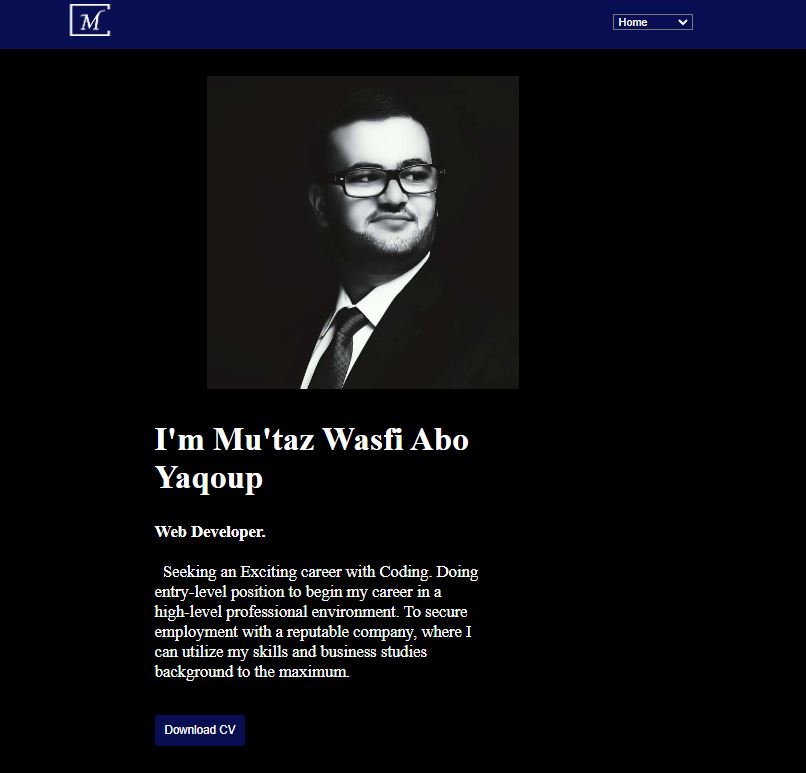 M
Home
I'm Mu'taz Wasfi Abo
Yaqoup
Web Developer.
Seeking an Exciting career with Coding. Doing
entry-level position to begin my career in a
high-level professional environment. To secure
employment with a reputable company, where I
can utilize my skills and business studies
background to the maximum.
Download CV